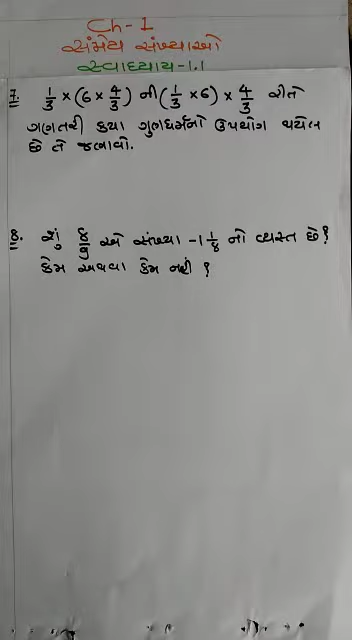 Ch-1
સંમેય સંખ્યાઓ
સ્વાધ્યાય-1.1
7. 1/3 × (6 × 4/3) ની (1/3 × 6) × 4/3 રીતે
ગણતરી કયા ગુણધર્મનો ઉપયોગ થયેલ
છે તે જણાવો.
8. શું 8/9 એ સંખ્યા -1 1/8 નો વ્યસ્ત છે?
કેમ અથવા કેમ નહી ?